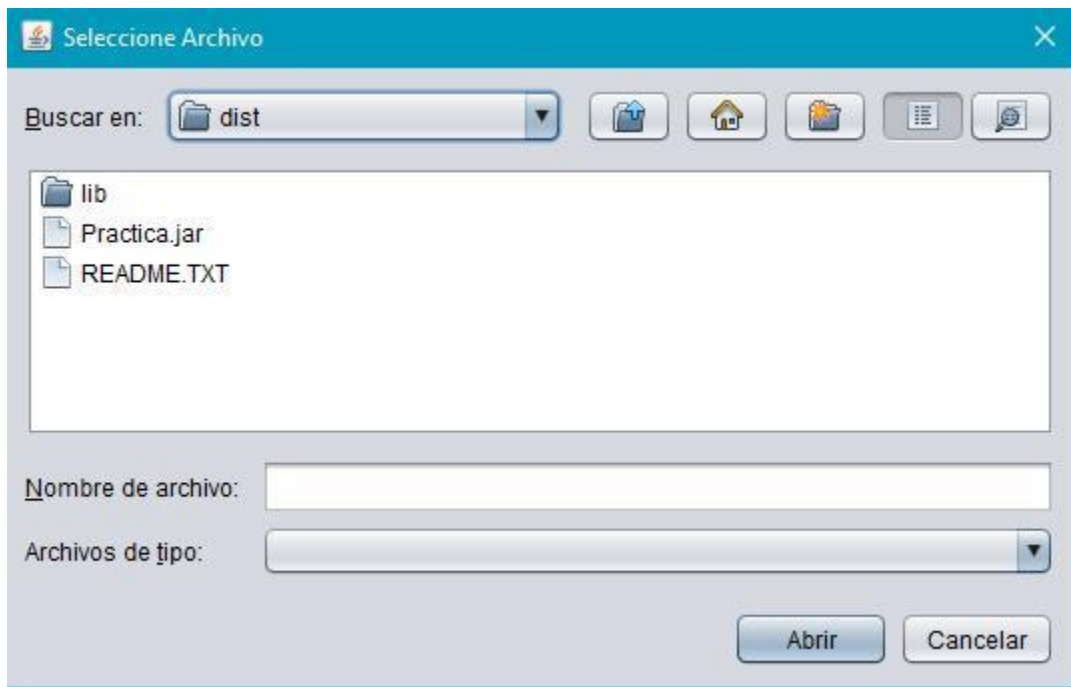 Seleccione Archivo
Buscar en: dist
lib
Practica.jar
README.TXT
Nombre de archivo:
Archivos de tipo:
Abrir Cancelar